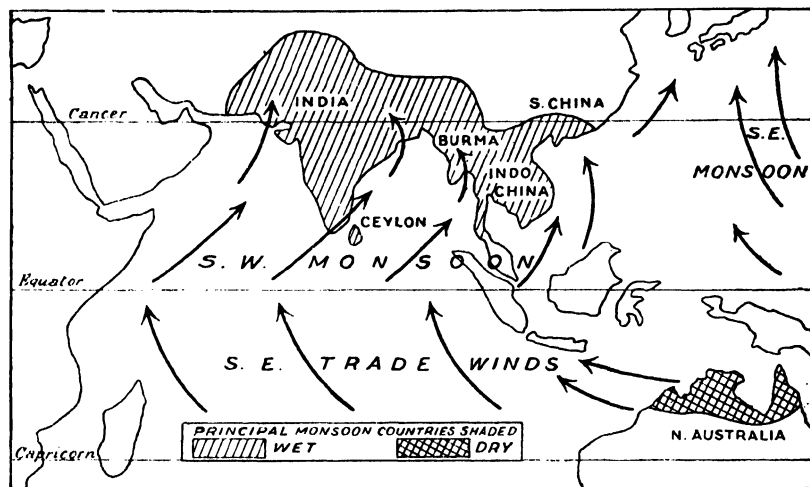 INDIA
S. CHINA
Cancer
S.E.
MONSOON
BURMA
INDO
CHINA
CEYLON
S. W. MONSOON
Equator
S. E. TRADE WINDS
PRINCIPAL MONSOON COUNTRIES SHADED
WET DRY
N. AUSTRALIA
Capricorn